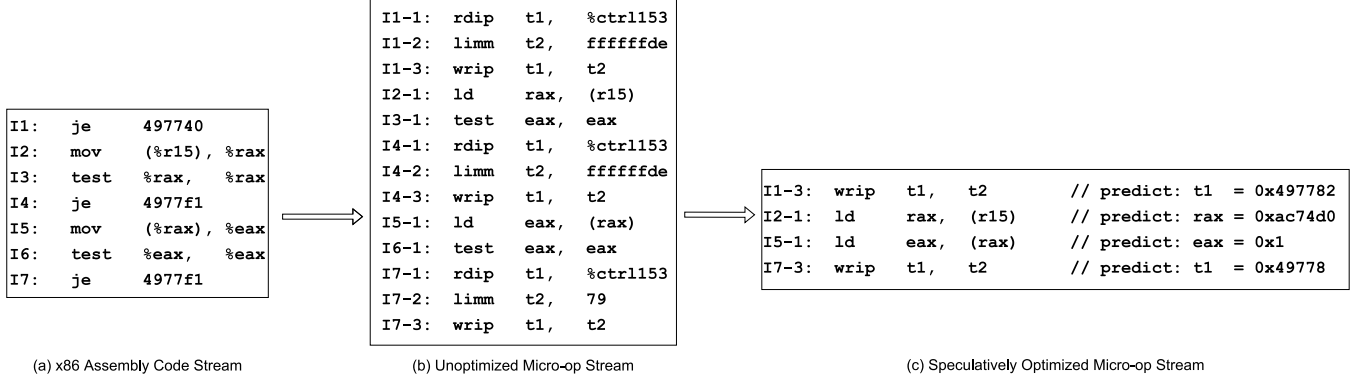 I1: je 497740
I2: mov (%r15), %rax
I3: test %rax, %rax
I4: je 4977f1
I5: mov (%rax), %eax
I6: test %eax, %eax
I7: je 4977f1
(a) x86 Assembly Code Stream
I1-1: rdip t1, %ctrl153
I1-2: limm t2, ffffffde
I1-3: wrip t1, t2
I2-1: ld rax, (r15)
I3-1: test eax, eax
I4-1: rdip t1, %ctrl153
I4-2: limm t2, ffffffde
I4-3: wrip t1, t2
I5-1: ld eax, (rax)
I6-1: test eax, eax
I7-1: rdip t1, %ctrl153
I7-2: limm t2, 79
I7-3: wrip t1, t2
(b) Unoptimized Micro-op Stream
I1-3: wrip t1, t2 // predict: t1 = 0x497782
I2-1: ld rax, (r15) // predict: rax = 0xac74d0
I5-1: ld eax, (rax) // predict: eax = 0x1
I7-3: wrip t1, t2 // predict: t1 = 0x49778
(c) Speculatively Optimized Micro-op Stream